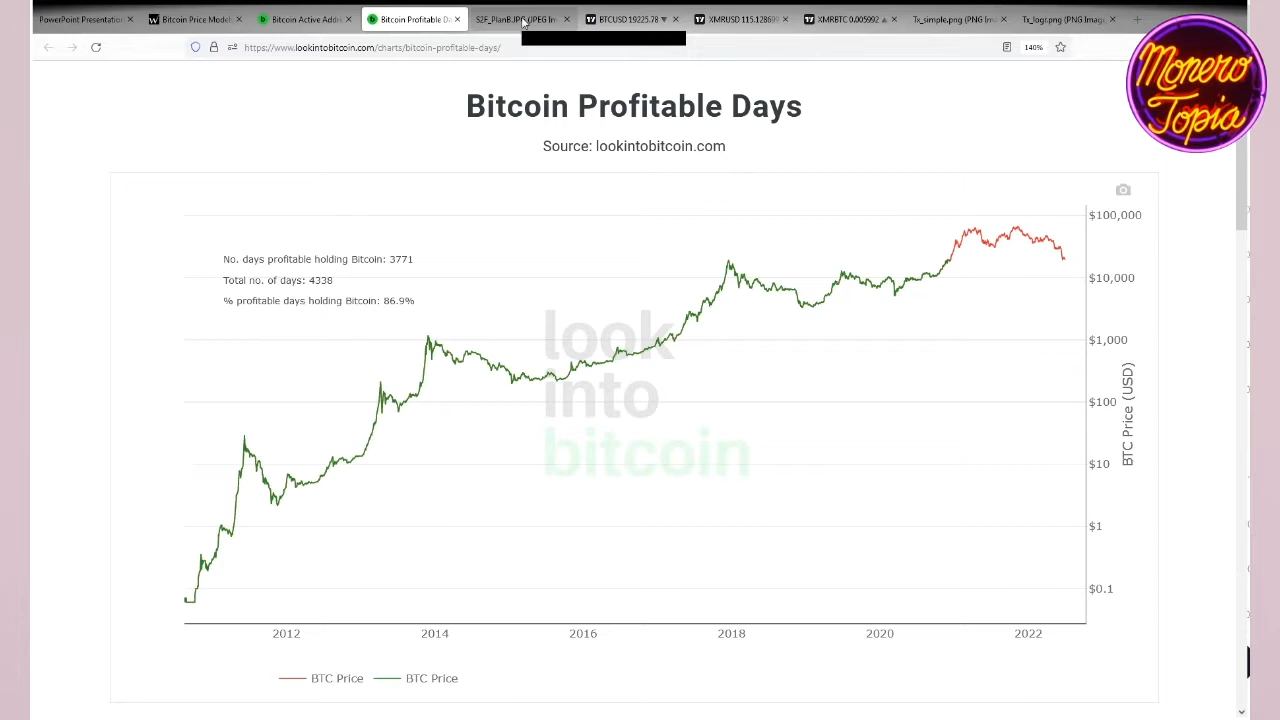 PowerPoint Presentation
Bitcoin Price Model
Bitcoin Active Addr
Bitcoin Profitable Da
S2F_PlanB.JPG (JPEG Im
BTCUSD 19225.78 ▼
XMRUSD 115.12869
XMRBTC 0.005992 ▲
Tx_simple.png (PNG Im
Tx_logr.png (PNG Imag
https://www.lookintobitcoin.com/charts/bitcoin-profitable-days/
140%
Monero
Topia
Bitcoin Profitable Days
Source: lookintobitcoin.com
No. days profitable holding Bitcoin: 3771
Total no. of days: 4338
% profitable days holding Bitcoin: 86.9%
look
into
bitcoin
$100,000
$10,000
$1,000
$100
$10
$1
$0.1
BTC Price (USD)
2012
2014
2016
2018
2020
2022
BTC Price
BTC Price